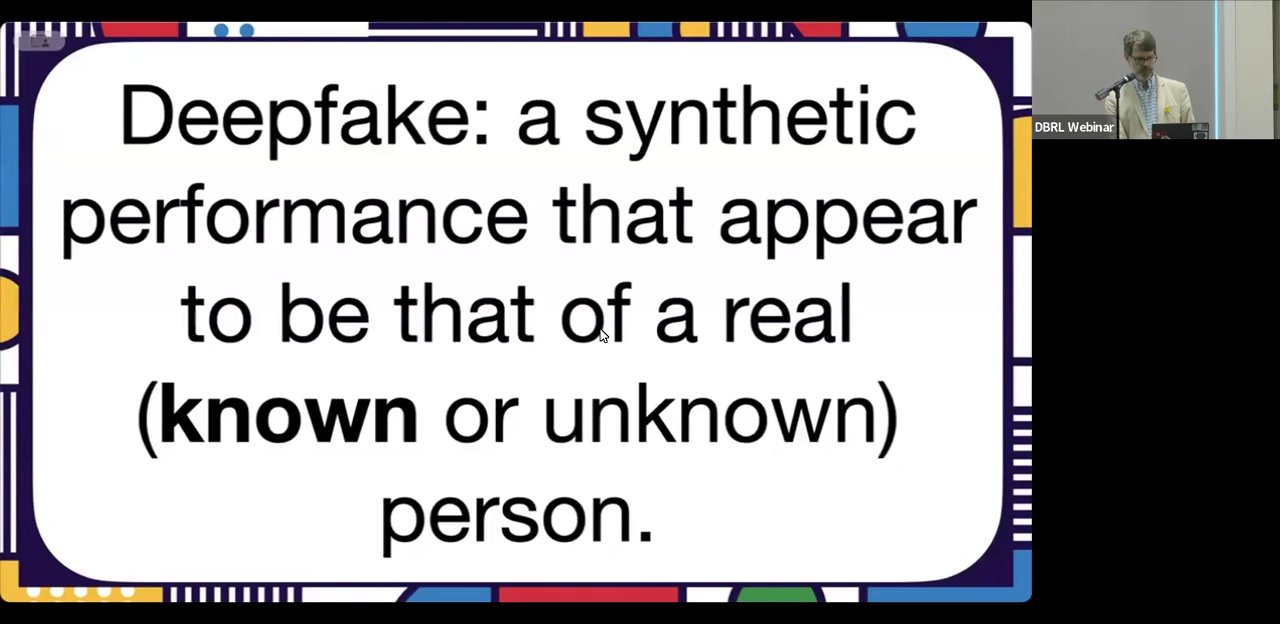 Deepfake: a synthetic
performance that appear
to be that of a real
(known or unknown)
person.
DBRL Webinar